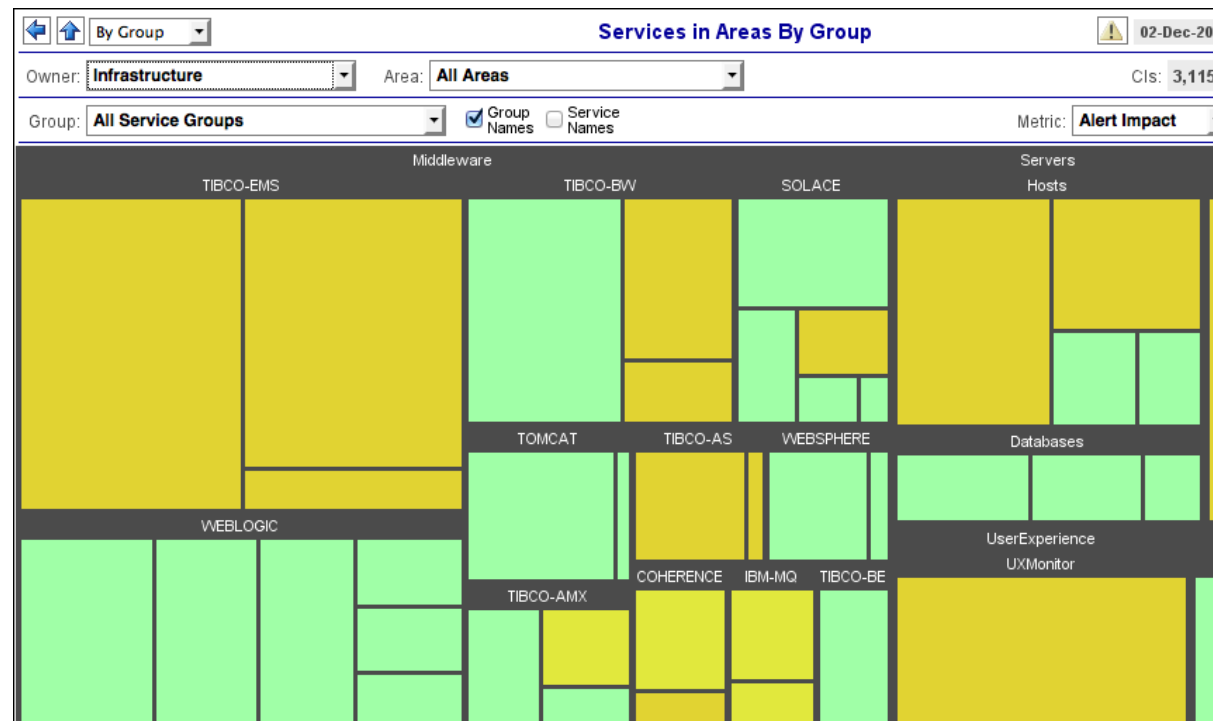 By Group
Services in Areas By Group
02-Dec-20
Owner: Infrastructure
Area: All Areas
CIs: 3,115
Group: All Service Groups
Group Names
Service Names
Metric: Alert Impact
Middleware
Servers
TIBCO-EMS
TIBCO-BW
SOLACE
Hosts
TOMCAT
TIBCO-AS
WEBSPHERE
Databases
WEBLOGIC
UserExperience
UXMonitor
COHERENCE
IBM-MQ
TIBCO-BE
TIBCO-AMX